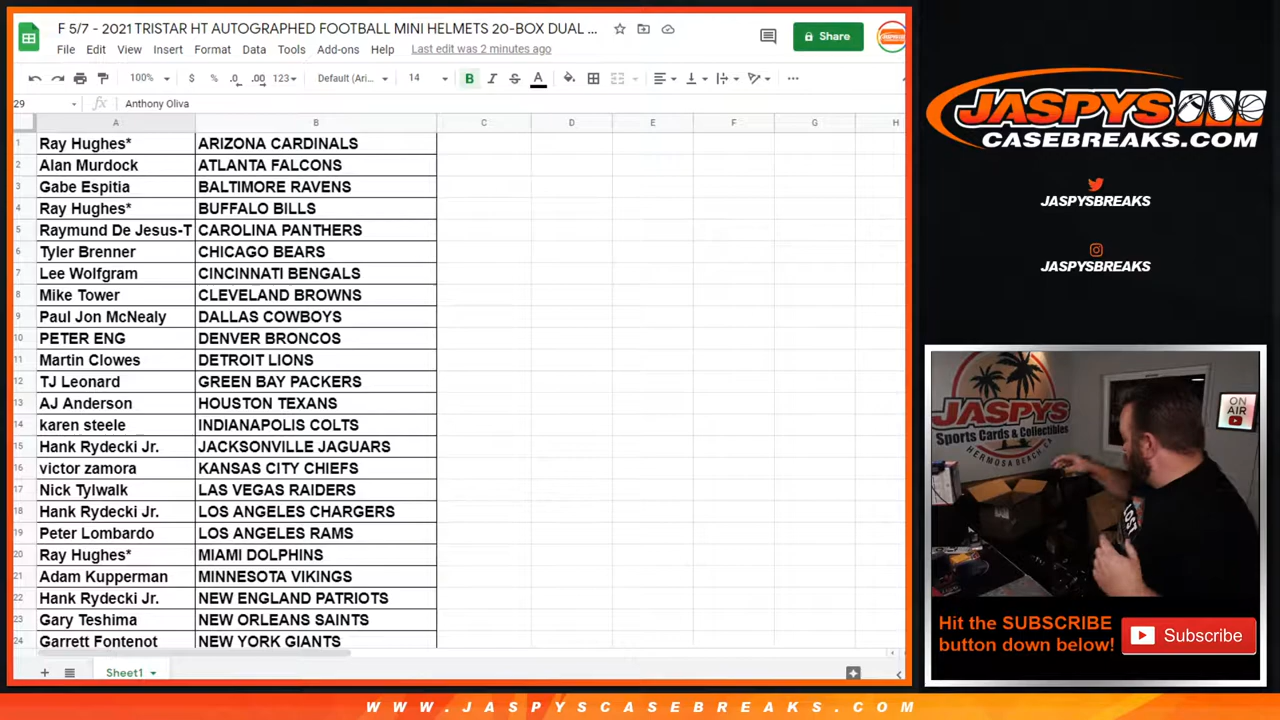 F 5/7 - 2021 TRISTAR HT AUTOGRAPHED FOOTBALL MINI HELMETS 20-BOX DUAL ...
File Edit View Insert Format Data Tools Add-ons Help Last edit was 2 minutes ago
Share
100% $ % .0 .00 123 Default (Ari... 14 B I S A
29 fx Anthony Oliva
A B C D E F G H
1 Ray Hughes* ARIZONA CARDINALS
2 Alan Murdock ATLANTA FALCONS
3 Gabe Espitia BALTIMORE RAVENS
4 Ray Hughes* BUFFALO BILLS
5 Raymund De Jesus-T CAROLINA PANTHERS
6 Tyler Brenner CHICAGO BEARS
7 Lee Wolfgram CINCINNATI BENGALS
8 Mike Tower CLEVELAND BROWNS
9 Paul Jon McNealy DALLAS COWBOYS
10 PETER ENG DENVER BRONCOS
11 Martin Clowes DETROIT LIONS
12 TJ Leonard GREEN BAY PACKERS
13 AJ Anderson HOUSTON TEXANS
14 karen steele INDIANAPOLIS COLTS
15 Hank Rydecki Jr. JACKSONVILLE JAGUARS
16 victor zamora KANSAS CITY CHIEFS
17 Nick Tylwalk LAS VEGAS RAIDERS
18 Hank Rydecki Jr. LOS ANGELES CHARGERS
19 Peter Lombardo LOS ANGELES RAMS
20 Ray Hughes* MIAMI DOLPHINS
21 Adam Kupperman MINNESOTA VIKINGS
22 Hank Rydecki Jr. NEW ENGLAND PATRIOTS
23 Gary Teshima NEW ORLEANS SAINTS
24 Garrett Fontenot NEW YORK GIANTS
Sheet1
JASPYS
CASEBREAKS.COM
JASPYSBREAKS
JASPYSBREAKS
JASPYS
Sports Cards & Collectibles
HERMOSA BEACH, CA
ON
AIR
LOST
Hit the SUBSCRIBE
button down below!
Subscribe
WWW.JASPYSCASEBREAKS.COM